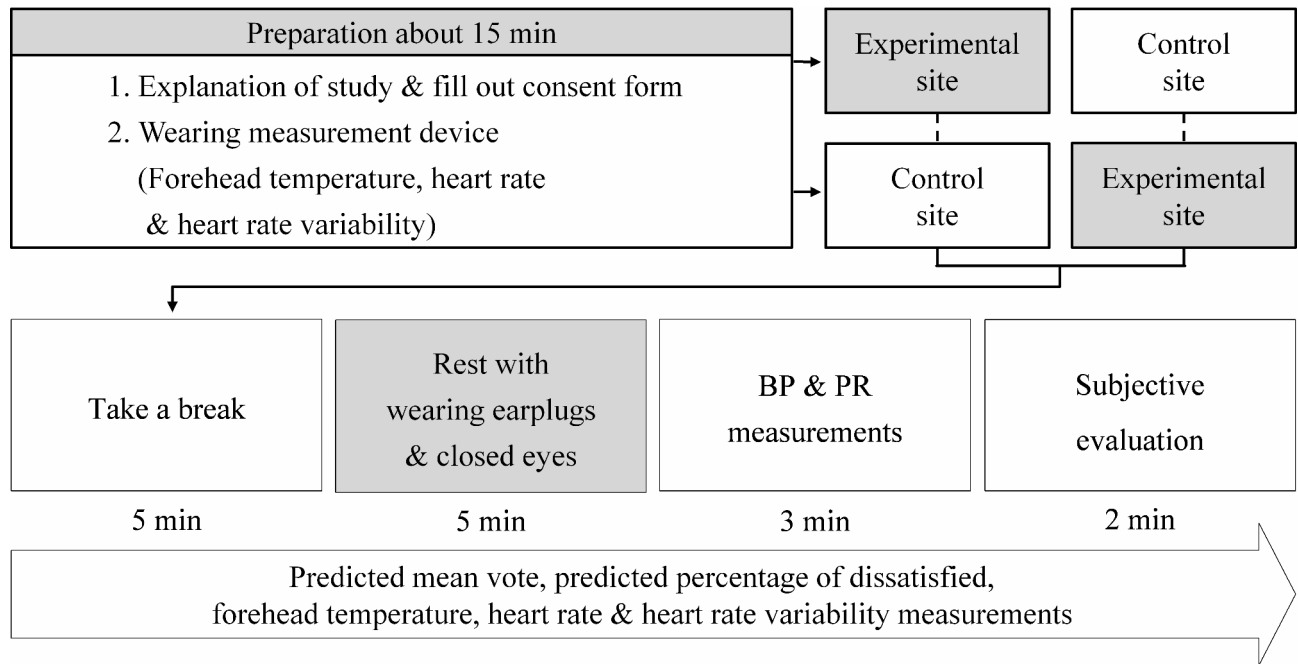 Preparation about 15 min
1. Explanation of study & fill out consent form
2. Wearing measurement device
(Forehead temperature, heart rate
& heart rate variability)
Experimental
site
Control
site
Control
site
Experimental
site
Take a break
Rest with
wearing earplugs
& closed eyes
BP & PR
measurements
Subjective
evaluation
5 min
5 min
3 min
2 min
Predicted mean vote, predicted percentage of dissatisfied,
forehead temperature, heart rate & heart rate variability measurements